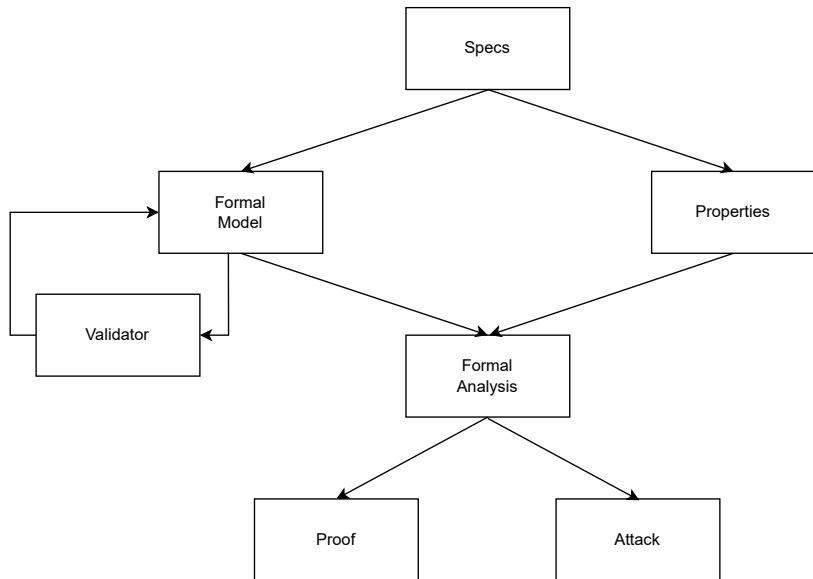 Specs
Formal
Model
Properties
Validator
Formal
Analysis
Proof
Attack